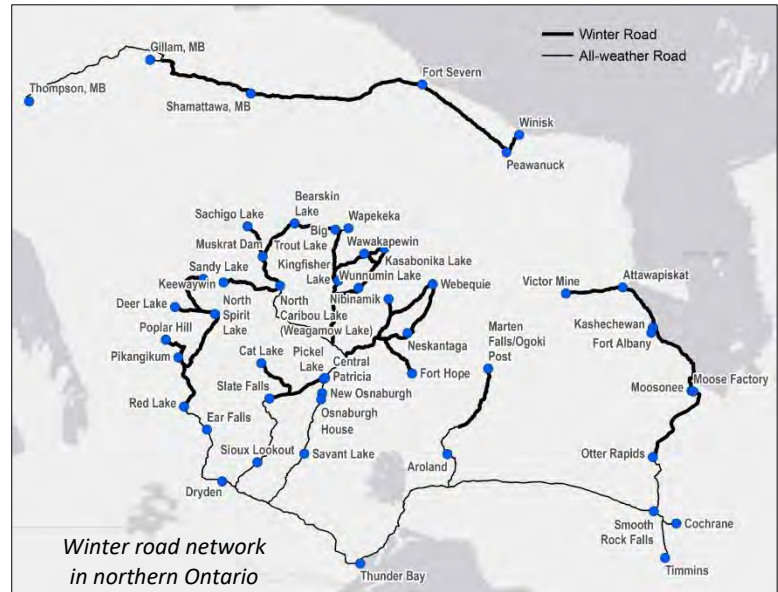 Gillam, MB
Winter Road
All-weather Road
Thompson, MB
Shamattawa, MB
Fort Severn
Winisk
Peawanuck
Bearskin
Lake
Sachigo Lake
Big
Trout Lake
Wapekeka
Muskrat Dam
Wawakapewin
Kasabonika Lake
Sandy Lake
Kingfisher
Lake
Wunnumin Lake
Keewaywin
Webequie
Victor Mine
Attawapiskat
Deer Lake
North
Spirit
Lake
North
Caribou Lake
(Weagamow Lake)
Nibinamik
Poplar Hill
Kashechewan
Fort Albany
Marten
Falls/Ogoki
Post
Neskantaga
Pikangikum
Cat Lake
Pickel
Lake
Central
Patricia
Fort Hope
Slate Falls
New Osnaburgh
Moosonee
Moose Factory
Red Lake
Osnaburgh
House
Ear Falls
Sioux Lookout
Savant Lake
Aroland
Otter Rapids
Dryden
Smooth
Rock Falls
Cochrane
Winter road network
in northern Ontario
Thunder Bay
Timmins